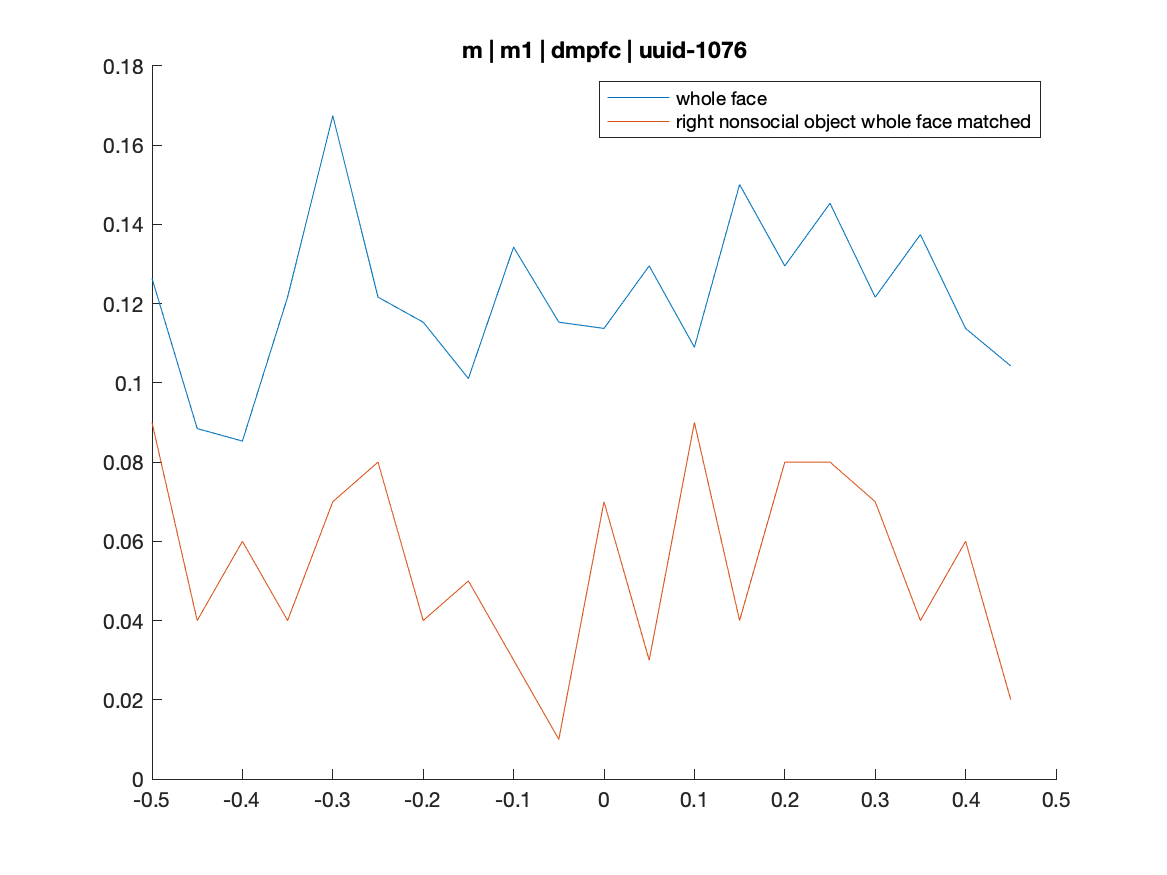 m | m1 | dmpfc | uuid-1076
0.18
whole face
right nonsocial object whole face matched
0.16
0.14
0.12
0.1
0.08
0.06
0.04
0.02
0
-0.5 -0.4 -0.3 -0.2 -0.1 0 0.1 0.2 0.3 0.4 0.5